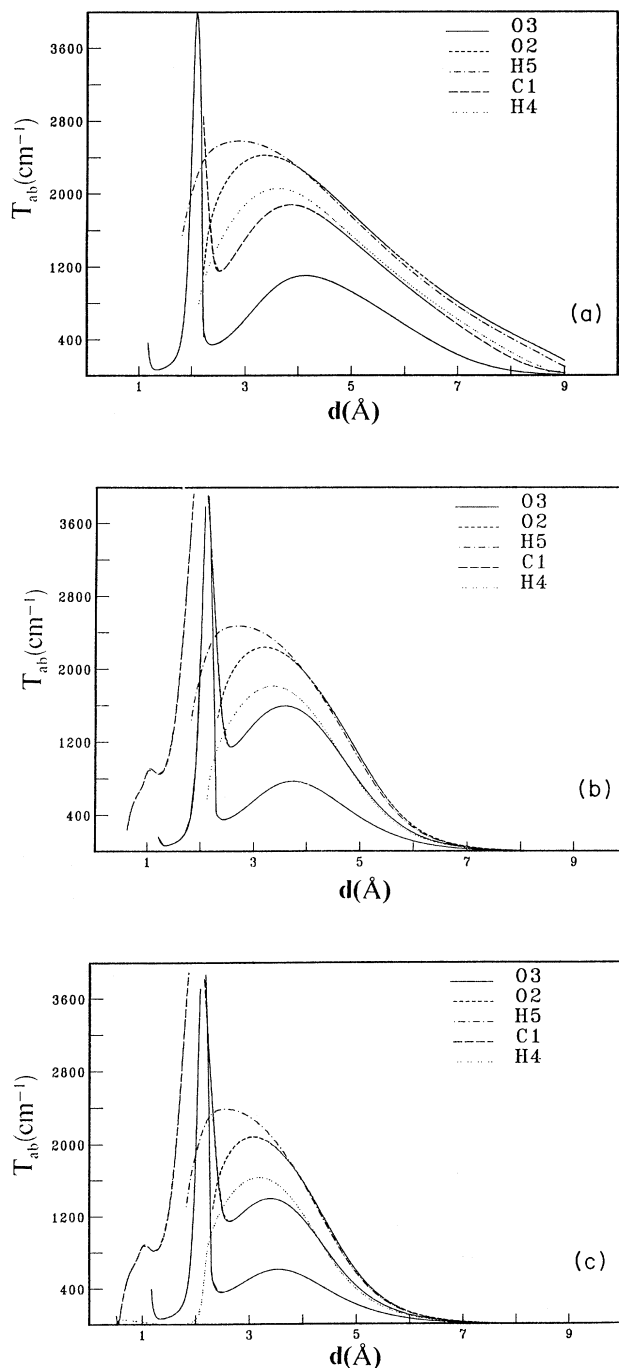 3600
2800
2000
1200
400
T_ab(cm⁻¹)
O3
O2
H5
C1
H4
(a)
1 3 5 7 9
d(Å)
3600
2800
2000
1200
400
T_ab(cm⁻¹)
O3
O2
H5
C1
H4
(b)
1 3 5 7 9
d(Å)
3600
2800
2000
1200
400
T_ab(cm⁻¹)
O3
O2
H5
C1
H4
(c)
1 3 5 7 9
d(Å)